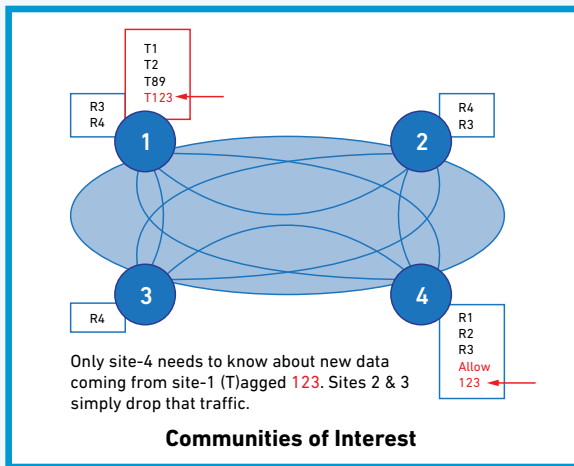 T1
T2
T89
T123
R3
R4
1
2
R4
R3
3
R4
4
R1
R2
R3
Allow
123
Only site-4 needs to know about new data
coming from site-1 (T)agged 123. Sites 2 & 3
simply drop that traffic.
Communities of Interest